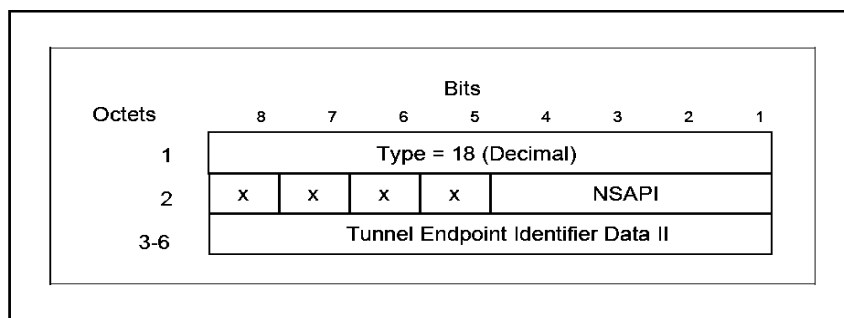 Bits
Octets 8 7 6 5 4 3 2 1
1 Type = 18 (Decimal)
2 x x x x NSAPI
3-6 Tunnel Endpoint Identifier Data II